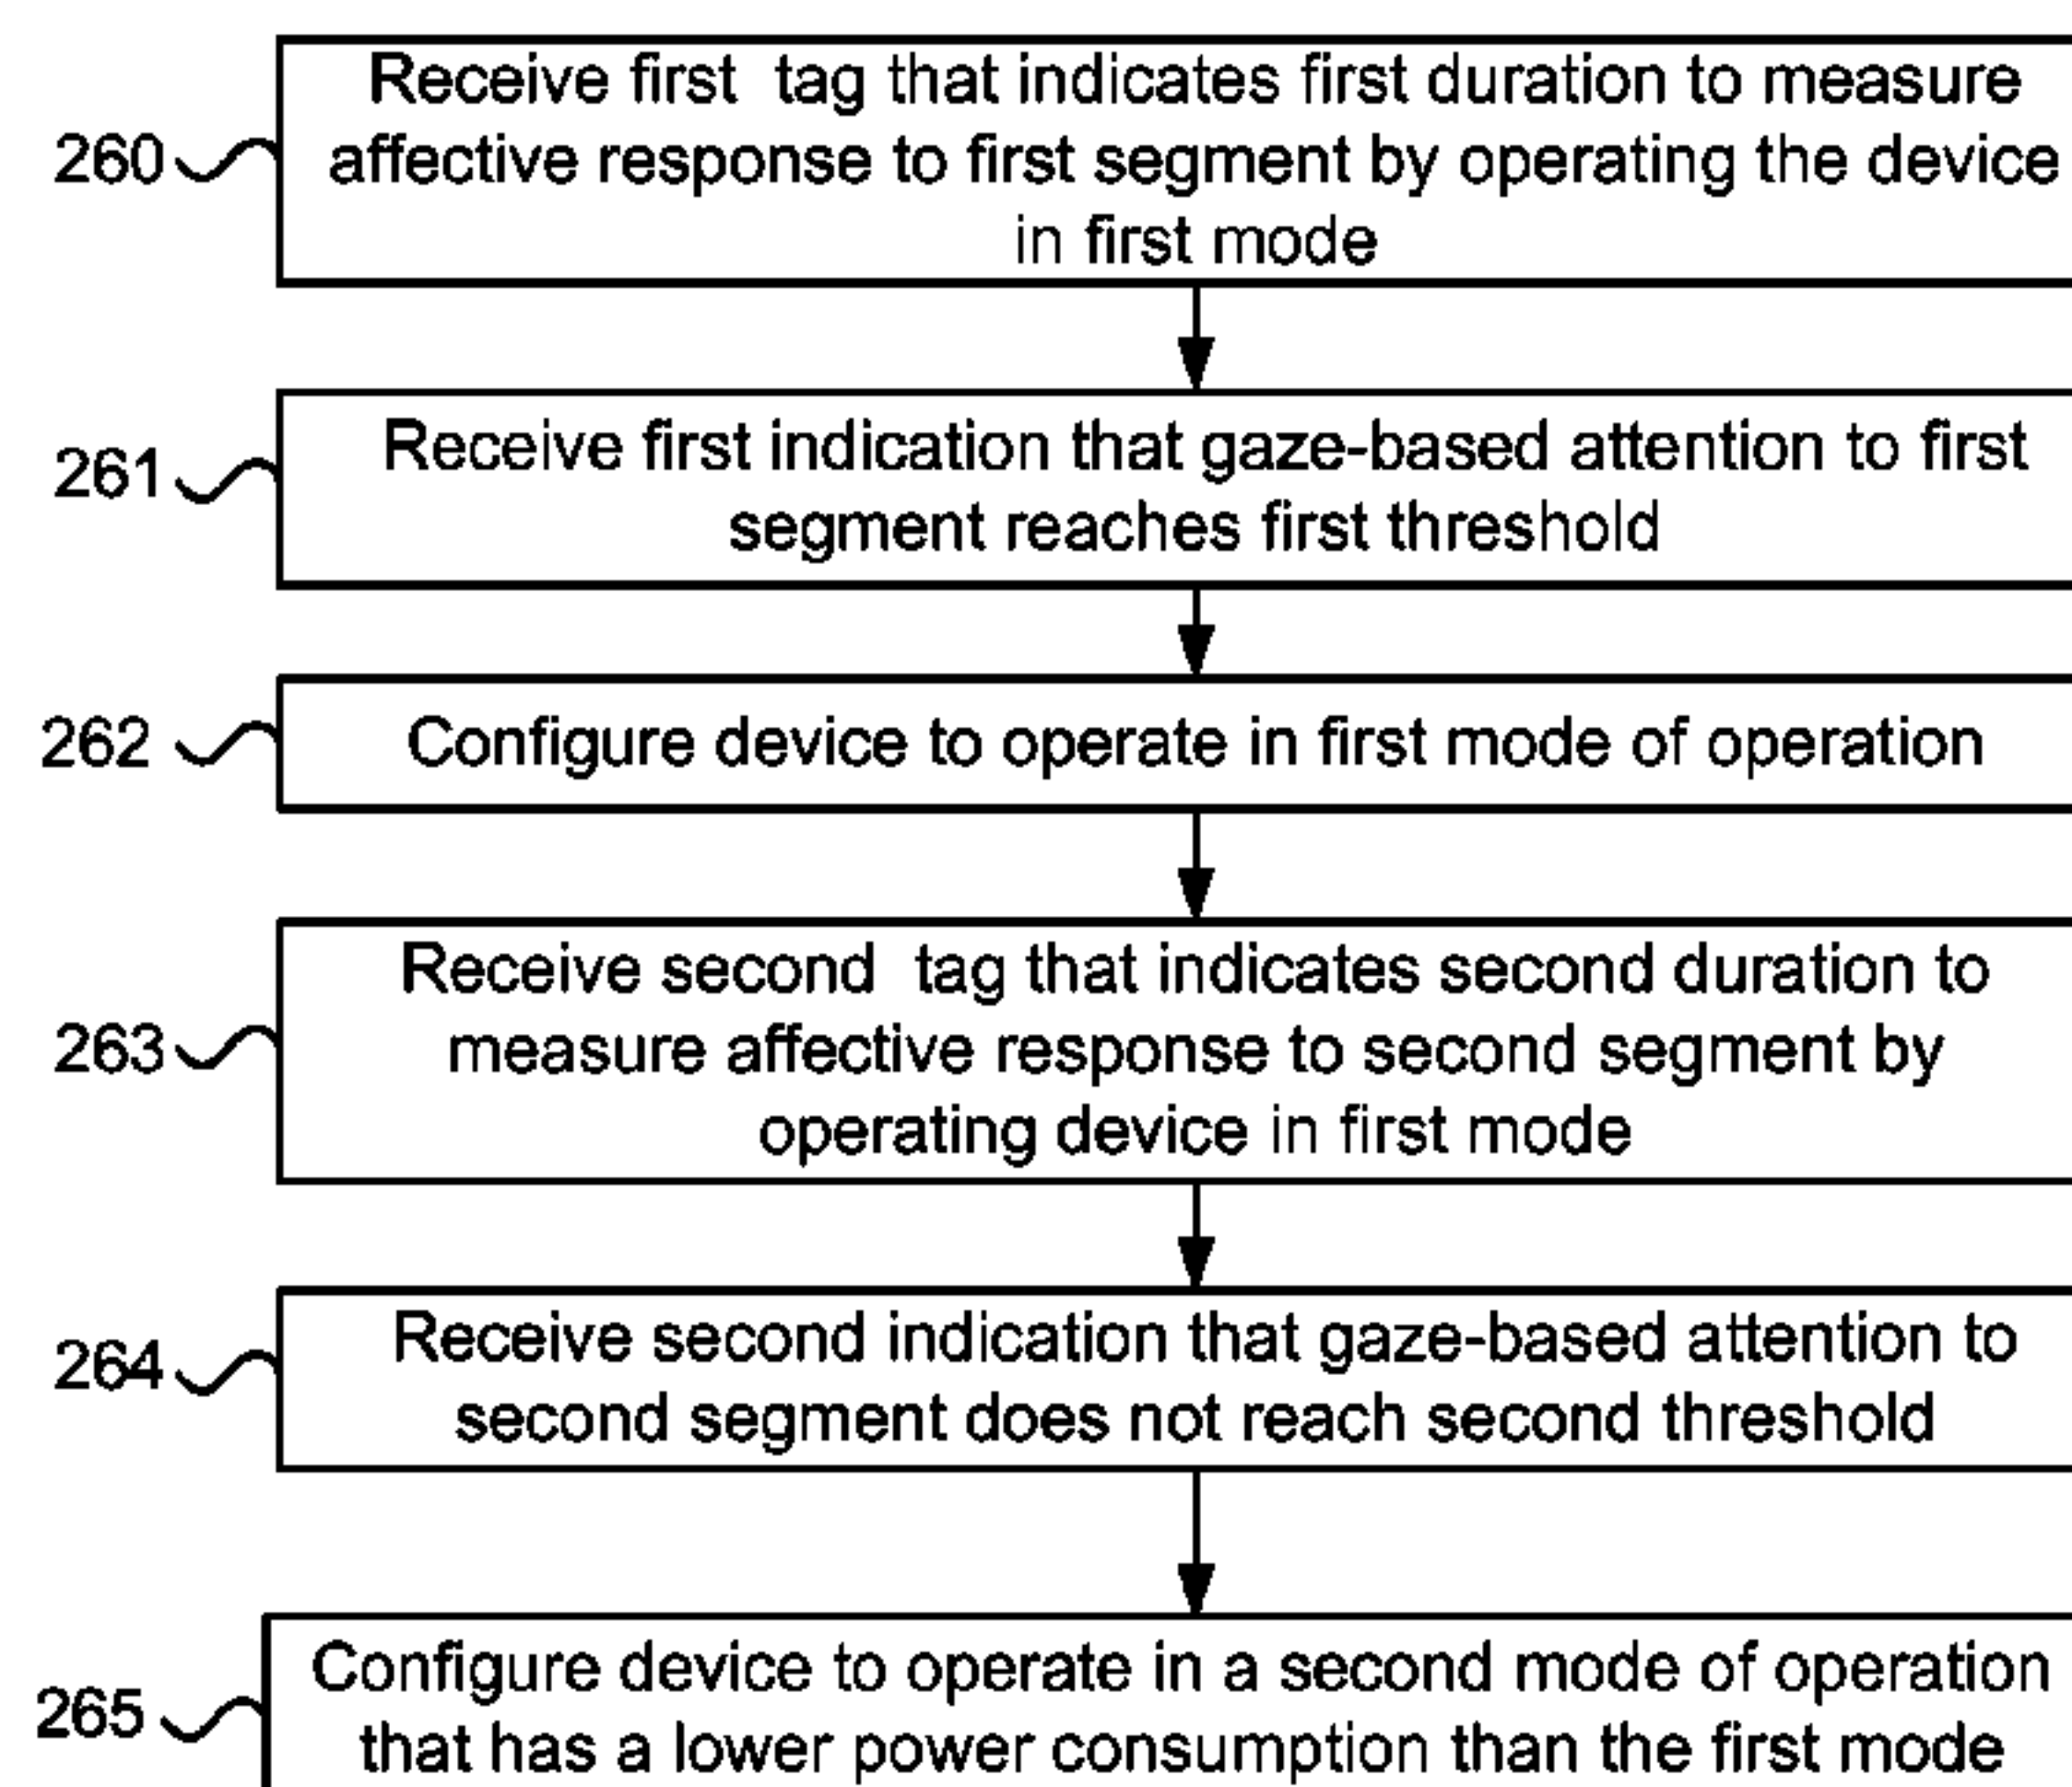 Receive first tag that indicates first duration to measure
260
affective response to first segment by operating the device
in first mode
Receive first indication that gaze-based attention to first
261
segment reaches first threshold
262
Configure device to operate in first mode of operation
Receive second tag that indicates second duration to
263
measure affective response to second segment by
operating device in first mode
Receive second indication that gaze-based attention to
264
second segment does not reach second threshold
Configure device to operate in a second mode of operation
265
that has a lower power consumption than the first mode